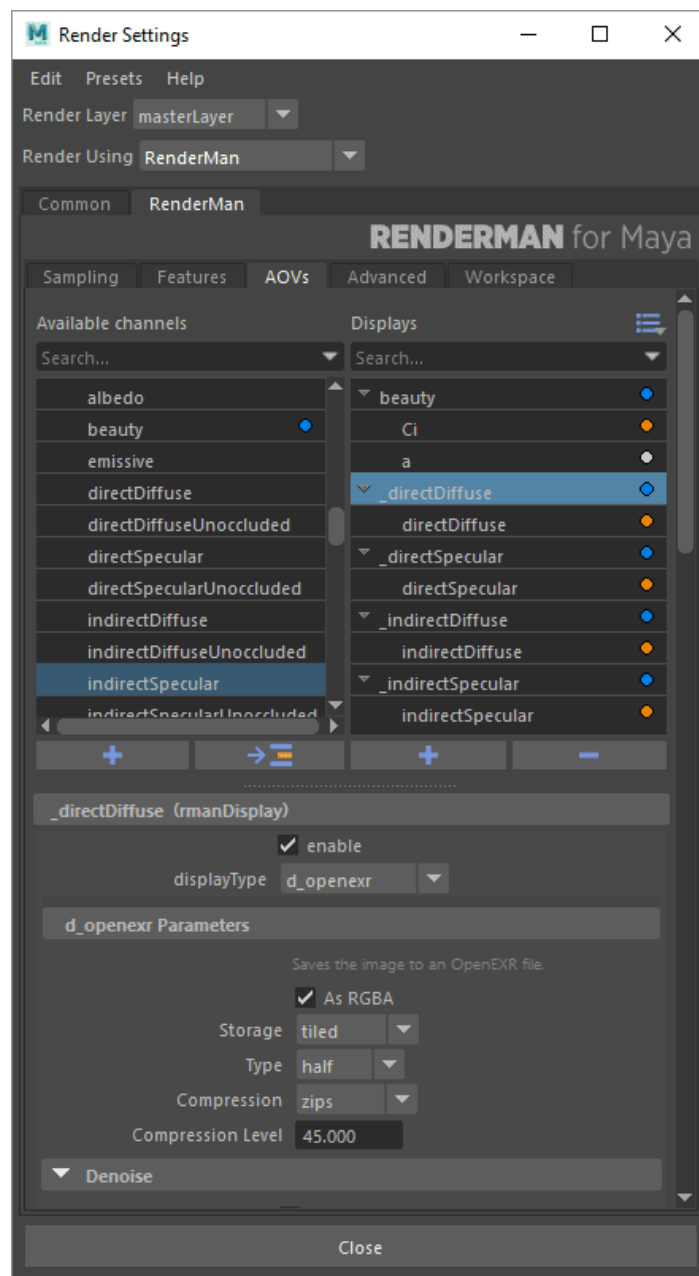 Render Settings
Edit Presets Help
Render Layer masterLayer
Render Using RenderMan
Common RenderMan
RENDERMAN for Maya
Sampling Features AOVs Advanced Workspace
Available channels Displays
Search... Search...
albedo beauty
beauty Ci
emissive a
directDiffuse _directDiffuse
directDiffuseUnoccluded directDiffuse
directSpecular _directSpecular
directSpecularUnoccluded directSpecular
indirectDiffuse _indirectDiffuse
indirectDiffuseUnoccluded indirectDiffuse
indirectSpecular _indirectSpecular
indirectSpecularUnoccluded indirectSpecular
_directDiffuse (rmanDisplay)
enable
displayType d_openexr
d_openexr Parameters
Saves the image to an OpenEXR file.
As RGBA
Storage tiled
Type half
Compression zips
Compression Level 45.000
Denoise
Close